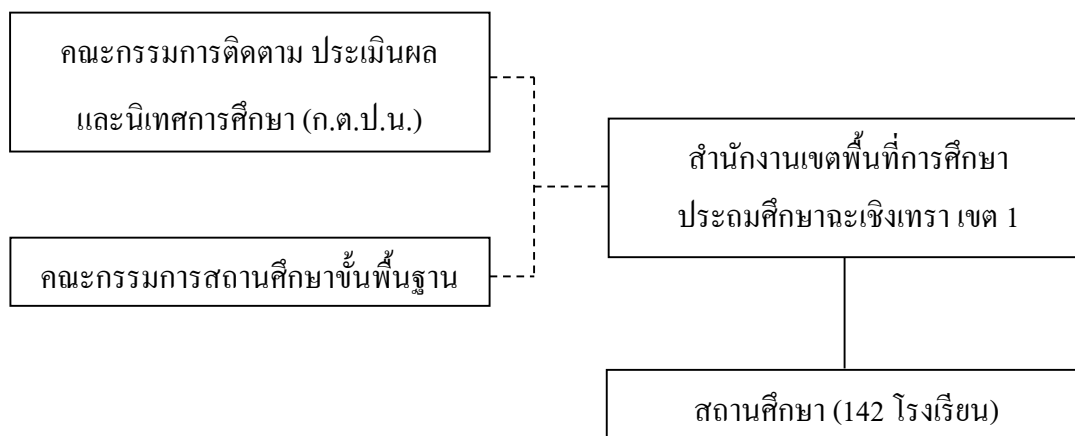 คณะกรรมการติดตาม ประเมินผล
และนิเทศการศึกษา (ก.ต.ป.น.)
สำนักงานเขตพื้นที่การศึกษา
ประถมศึกษาฉะเชิงเทรา เขต 1
คณะกรรมการสถานศึกษาขั้นพื้นฐาน
สถานศึกษา (142 โรงเรียน)